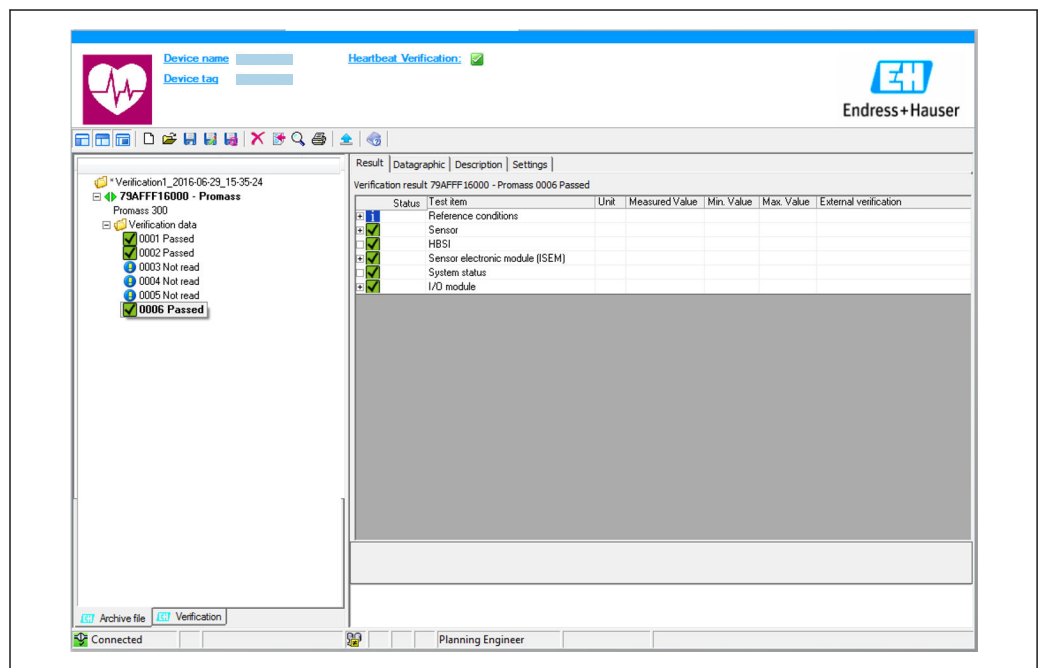 Device name
Heartbeat Verification:
Device tag
EH
Endress+Hauser
Result Datagraphic Description Settings
* Verification1_2016-06-29_15-35-24
79AFFF16000 - Promass
Promass 300
Verification data
0001 Passed
0002 Passed
0003 Not read
0004 Not read
0005 Not read
0006 Passed
Verification result 79AFFF16000 - Promass 0006 Passed
Status Test item Unit Measured Value Min. Value Max. Value External verification
Reference conditions
Sensor
HBSI
Sensor electronic module (ISEM)
System status
I/O module
EH Archive file EH Verification
Connected Planning Engineer